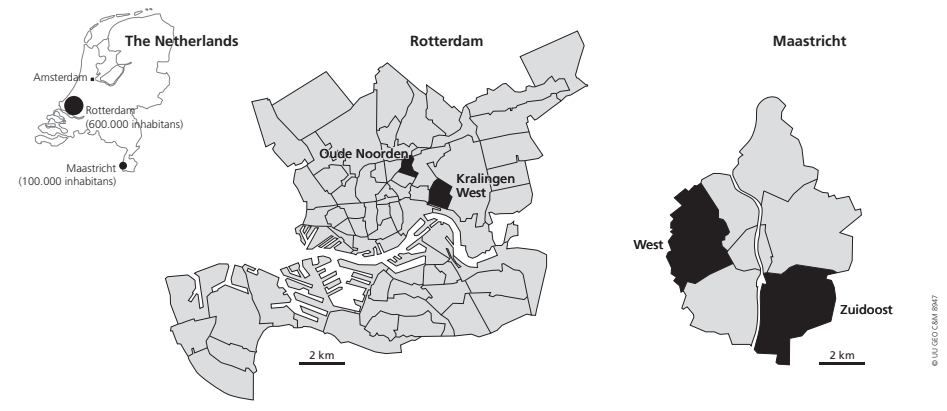 The Netherlands
Amsterdam
Rotterdam
(600.000 inhabitans)
Maastricht
(100.000 inhabitans)
Rotterdam
Oude Noorden
Kralingen
West
2 km
Maastricht
West
Zuidoost
2 km
© UU GEO C&M 8947